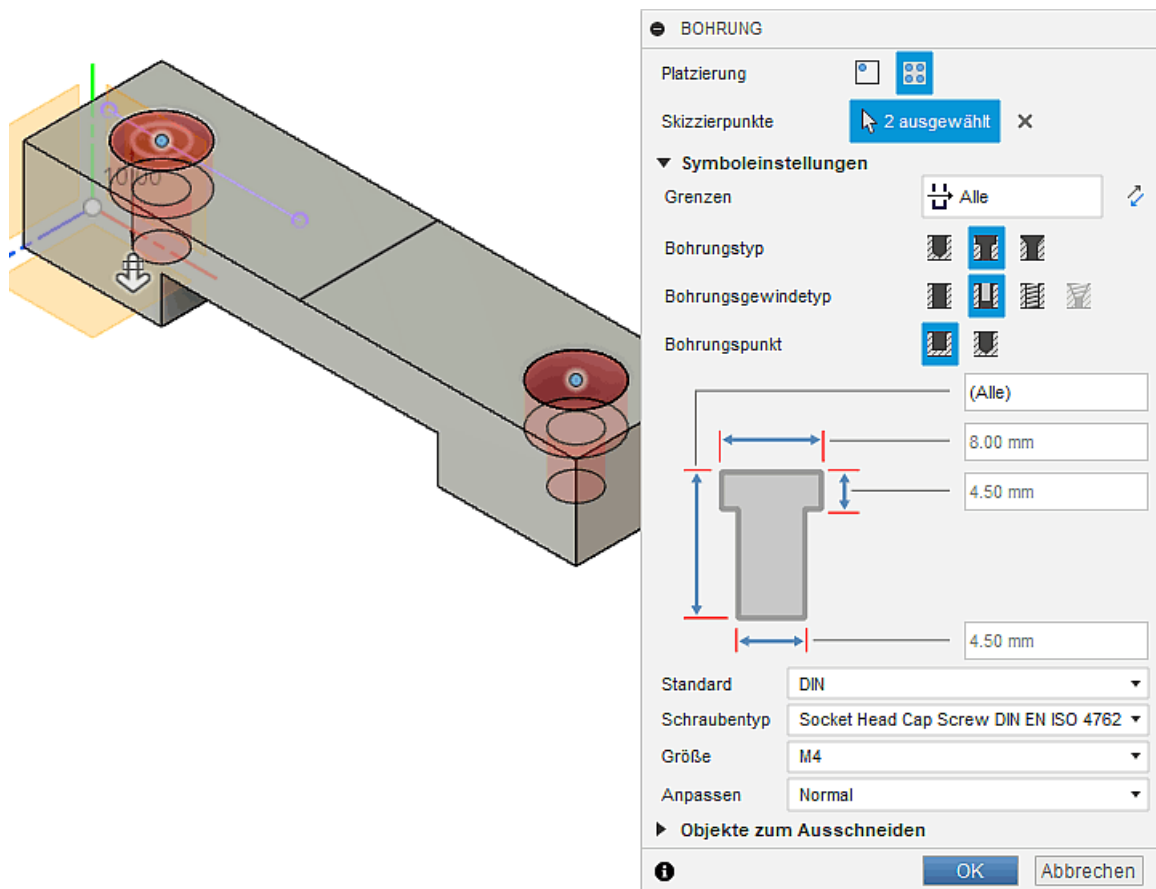 BOHRUNG
Platzierung
Skizzierpunkte
2 ausgewählt
Symboleinstellungen
Grenzen
Alle
Bohrungstyp
Bohrungsgewindetyp
Bohrungspunkt
(Alle)
8.00 mm
4.50 mm
4.50 mm
Standard DIN
Schraubentyp Socket Head Cap Screw DIN EN ISO 4762
Größe M4
Anpassen Normal
Objekte zum Ausschneiden
OK Abbrechen
10.00